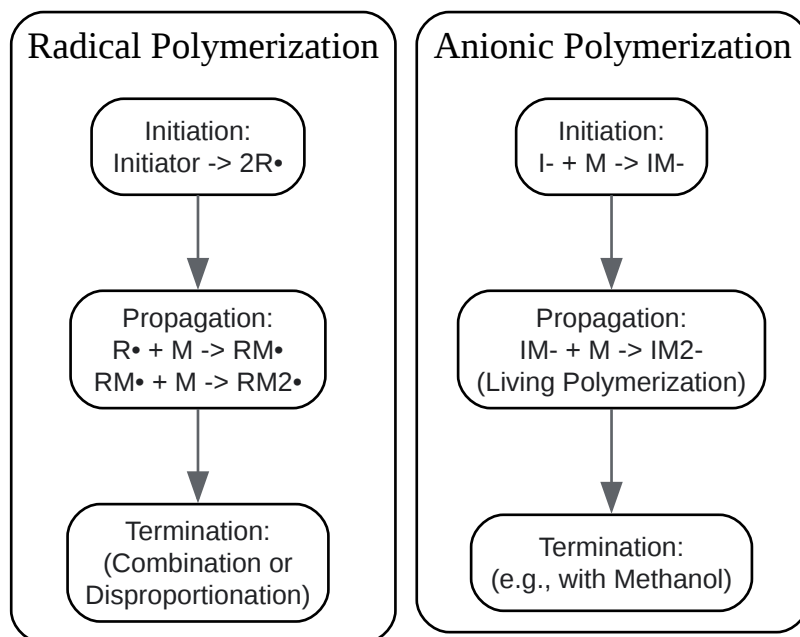 Radical Polymerization
Initiation:
Initiator -> 2R•
Propagation:
R• + M -> RM•
RM• + M -> RM2•
Termination:
(Combination or
Disproportionation)
Anionic Polymerization
Initiation:
I- + M -> IM-
Propagation:
IM- + M -> IM2-
(Living Polymerization)
Termination:
(e.g., with Methanol)